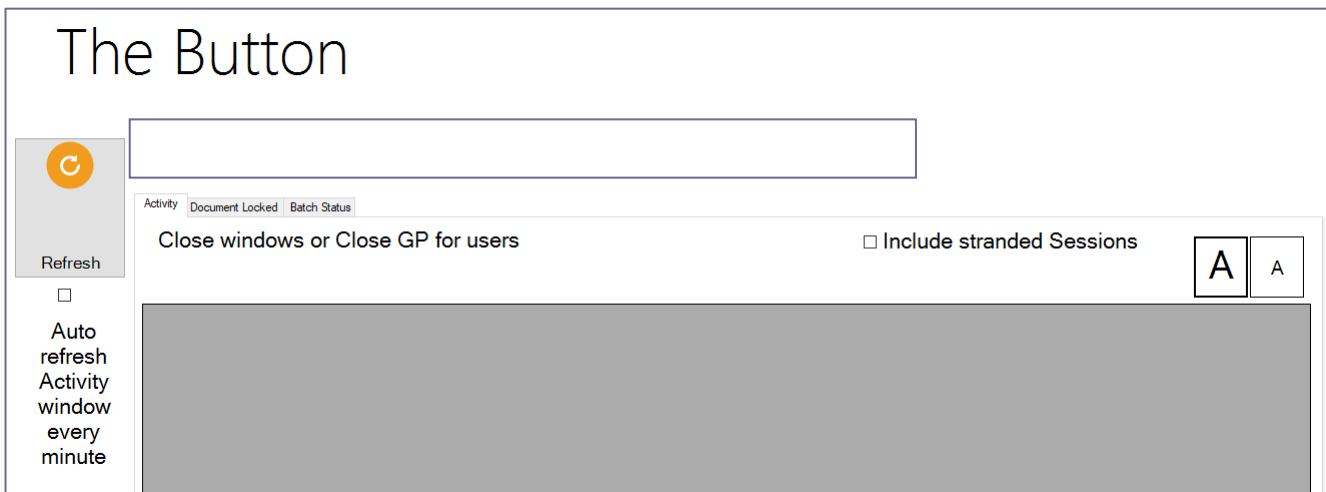 The Button
Refresh
Auto
refresh
Activity
window
every
minute
Activity Document Locked Batch Status
Close windows or Close GP for users
Include stranded Sessions
A A